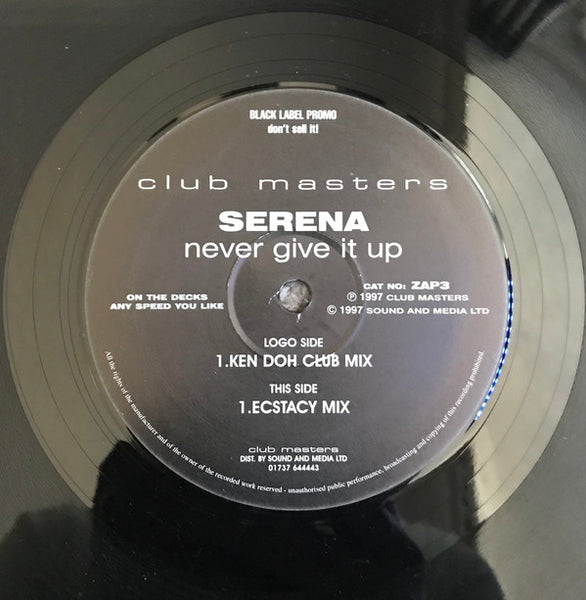 BLACK LABEL PROMO
don't sell it!
club masters
SERENA
never give it up
CAT NO: ZAP3
ON THE DECKS
ANY SPEED YOU LIKE
℗ 1997 CLUB MASTERS
© 1997 SOUND AND MEDIA LTD
LOGO SIDE
1.KEN DOH CLUB MIX
THIS SIDE
1.ECSTACY MIX
club masters
DIST. BY SOUND AND MEDIA LTD
01737 644443
All the rights of the manufacturer and of the owner of the recorded work reserved - unauthorised public performance, broadcasting and copying of this recording prohibited.